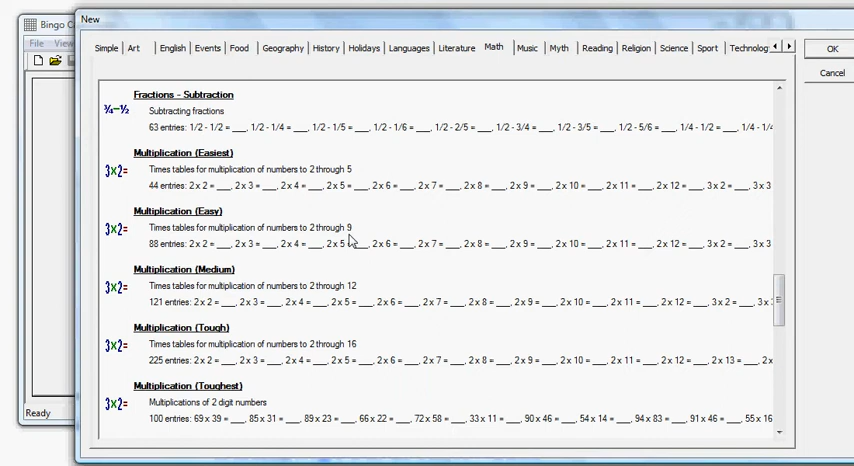 Bingo C
New
File View
Simple Art English Events Food Geography History Holidays Languages Literature Math Music Myth Reading Religion Science Sport Technolog
OK
Cancel
Fractions - Subtraction
¾-½
Subtracting fractions
63 entries: 1/2 - 1/2 = ___, 1/2 - 1/4 = ___, 1/2 - 1/5 = ___, 1/2 - 1/6 = ___, 1/2 - 2/5 = ___, 1/2 - 3/4 = ___, 1/2 - 3/5 = ___, 1/2 - 5/6 = ___, 1/4 - 1/2 = ___, 1/4 - 1/4
Multiplication (Easiest)
3x2=
Times tables for multiplication of numbers to 2 through 5
44 entries: 2 x 2 = ___, 2 x 3 = ___, 2 x 4 = ___, 2 x 5 = ___, 2 x 6 = ___, 2 x 7 = ___, 2 x 8 = ___, 2 x 9 = ___, 2 x 10 = ___, 2 x 11 = ___, 2 x 12 = ___, 3 x 2 = ___, 3 x 3
Multiplication (Easy)
3x2=
Times tables for multiplication of numbers to 2 through 9
88 entries: 2 x 2 = ___, 2 x 3 = ___, 2 x 4 = ___, 2 x 5 = ___, 2 x 6 = ___, 2 x 7 = ___, 2 x 8 = ___, 2 x 9 = ___, 2 x 10 = ___, 2 x 11 = ___, 2 x 12 = ___, 3 x 2 = ___, 3 x 3
Multiplication (Medium)
3x2=
Times tables for multiplication of numbers to 2 through 12
121 entries: 2 x 2 = ___, 2 x 3 = ___, 2 x 4 = ___, 2 x 5 = ___, 2 x 6 = ___, 2 x 7 = ___, 2 x 8 = ___, 2 x 9 = ___, 2 x 10 = ___, 2 x 11 = ___, 2 x 12 = ___, 3 x 2 = ___, 3 x
Multiplication (Tough)
3x2=
Times tables for multiplication of numbers to 2 through 16
225 entries: 2 x 2 = ___, 2 x 3 = ___, 2 x 4 = ___, 2 x 5 = ___, 2 x 6 = ___, 2 x 7 = ___, 2 x 8 = ___, 2 x 9 = ___, 2 x 10 = ___, 2 x 11 = ___, 2 x 12 = ___, 2 x 13 = ___, 2 x
Multiplication (Toughest)
3x2=
Multiplications of 2 digit numbers
100 entries: 69 x 39 = ___, 85 x 31 = ___, 89 x 23 = ___, 66 x 22 = ___, 72 x 58 = ___, 33 x 11 = ___, 90 x 46 = ___, 54 x 14 = ___, 94 x 83 = ___, 91 x 46 = ___, 55 x 16
Ready